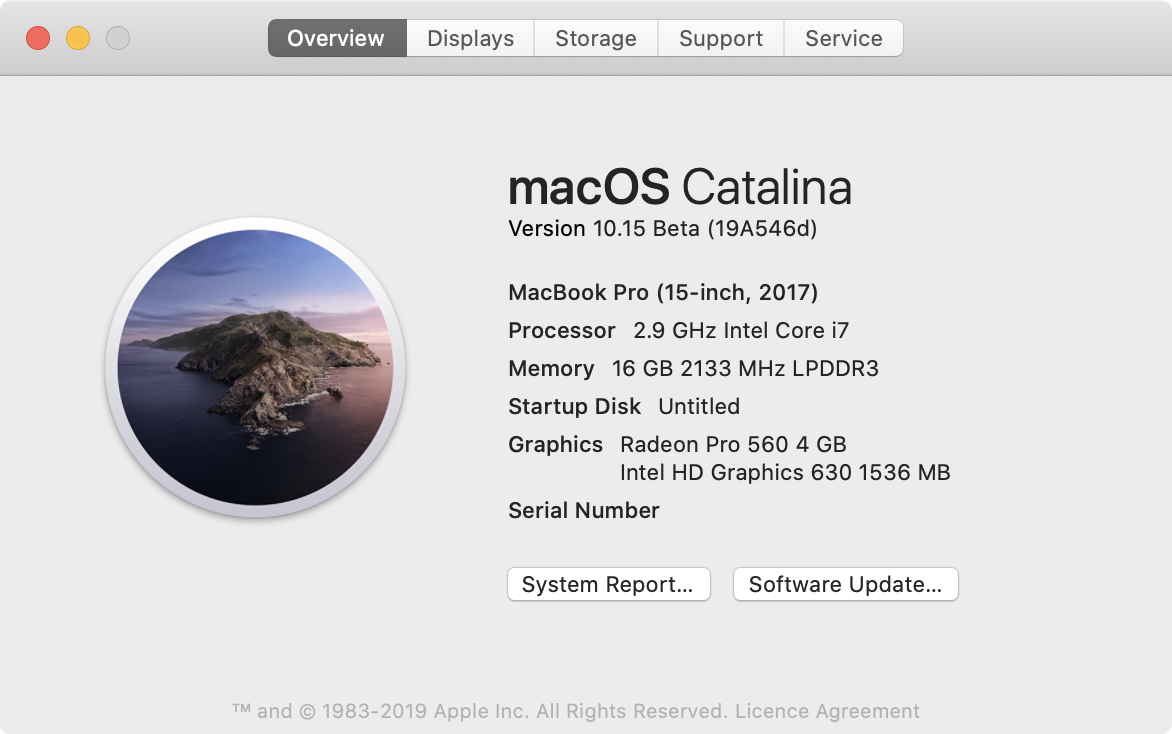 Overview Displays Storage Support Service
macOS Catalina
Version 10.15 Beta (19A546d)
MacBook Pro (15-inch, 2017)
Processor 2.9 GHz Intel Core i7
Memory 16 GB 2133 MHz LPDDR3
Startup Disk Untitled
Graphics Radeon Pro 560 4 GB
Intel HD Graphics 630 1536 MB
Serial Number
System Report... Software Update...
™ and © 1983-2019 Apple Inc. All Rights Reserved. Licence Agreement